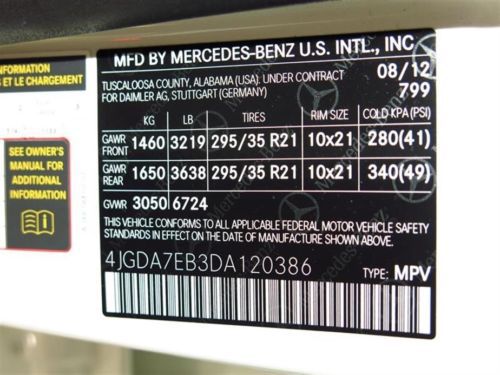 INFORMATION
S ET LE CHARGEMENT
SEE OWNER'S
MANUAL FOR
ADDITIONAL
INFORMATION
MFD BY MERCEDES-BENZ U.S. INTL., INC
TUSCALOOSA COUNTY, ALABAMA (USA). UNDER CONTRACT 08/12
FOR DAIMLER AG, STUTTGART (GERMANY) 799
KG LB TIRES RIM SIZE COLD-KPA (PSI)
GAWR FRONT 1460 3219 295/35 R21 10x21 280(41)
GAWR REAR 1650 3638 295/35 R21 10x21 340(49)
GVWR 3050 6724
THIS VEHICLE CONFORMS TO ALL APPLICABLE FEDERAL MOTOR VEHICLE SAFETY
STANDARDS IN EFFECT ON THE DATE OF MANUFACTURE SHOWN ABOVE.
4JGDA7EB3DA120386 TYPE: MPV
Mercedes-Benz